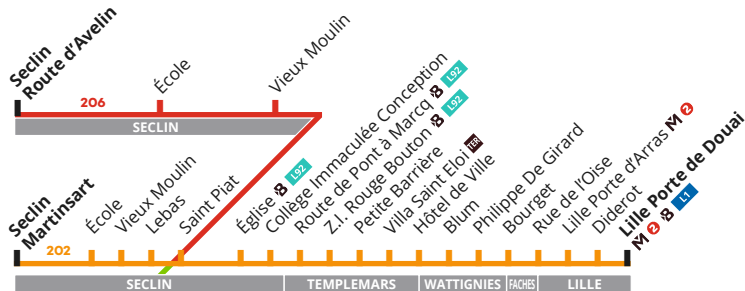 Seclin
Route d'Avelin
École
Vieux Moulin
206
SECLIN
Seclin
Martinsart
École
Vieux Moulin
Lebas
Saint Piat
Église B L92
Collège Immaculée Conception
Route de Pont à Marcq B L92
Z.I. Rouge Bouton B L92
Petite Barrière
Villa Saint Eloi TER
Hôtel de Ville
Blum
Philippe De Girard
Bourget
Rue de l'Oise
Lille Porte d'Arras M 2
Diderot
Lille Porte de Douai
M 2 B L1
202
SECLIN
TEMPLEMARS
WATTIGNIES
FACHES
LILLE